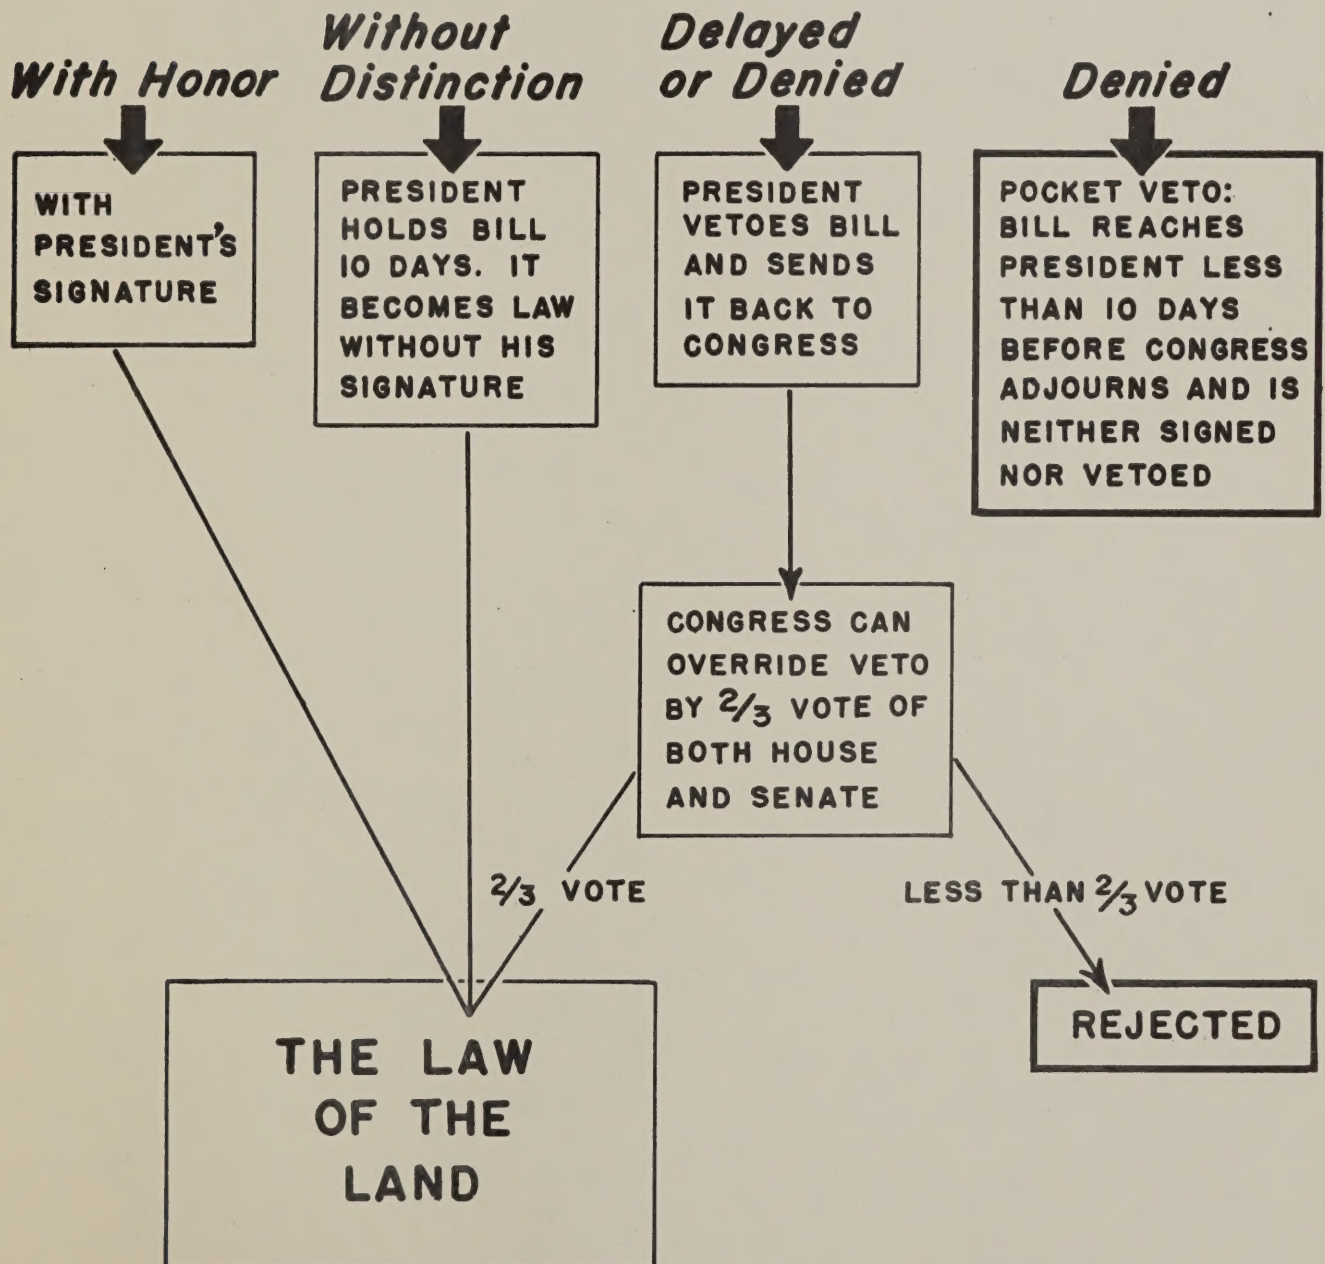 With Honor
WITH
PRESIDENT'S
SIGNATURE
Without
Distinction
PRESIDENT
HOLDS BILL
10 DAYS. IT
BECOMES LAW
WITHOUT HIS
SIGNATURE
Delayed
or Denied
PRESIDENT
VETOES BILL
AND SENDS
IT BACK TO
CONGRESS
Denied
POCKET VETO:
BILL REACHES
PRESIDENT LESS
THAN 10 DAYS
BEFORE CONGRESS
ADJOURNS AND IS
NEITHER SIGNED
NOR VETOED
CONGRESS CAN
OVERRIDE VETO
BY 2/3 VOTE OF
BOTH HOUSE
AND SENATE
2/3 VOTE
LESS THAN 2/3 VOTE
THE LAW
OF THE
LAND
REJECTED